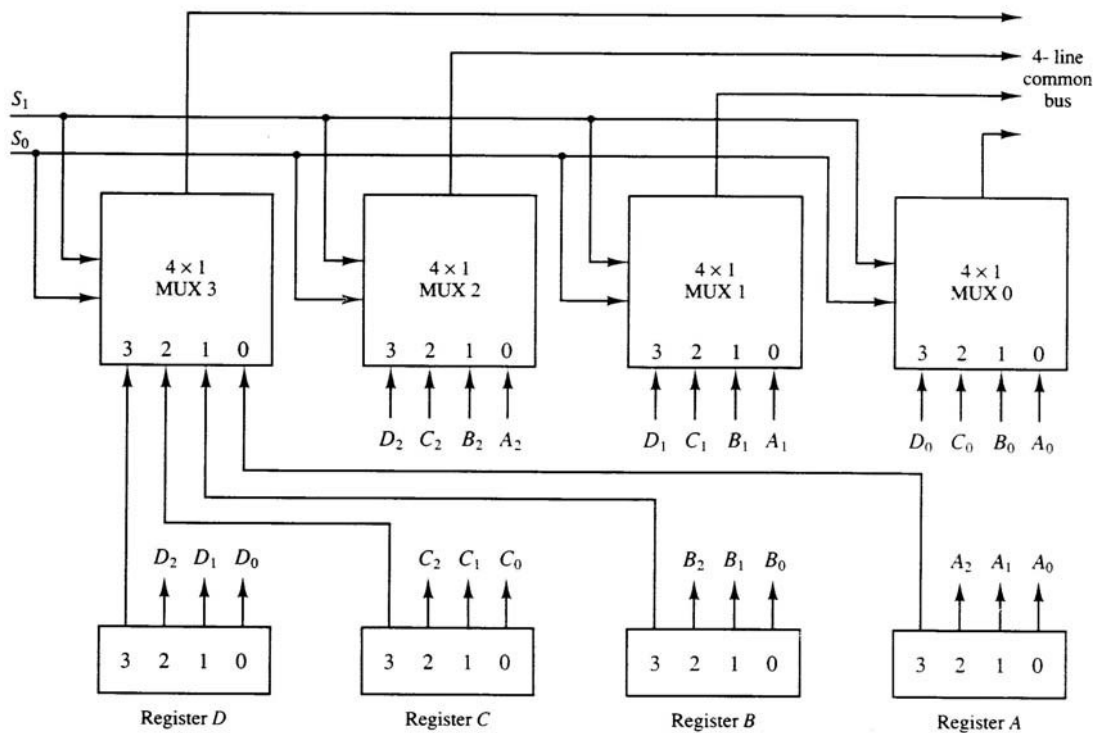 4- line
common
bus
S₁
S₀
4 × 1
MUX 3
3 2 1 0
4 × 1
MUX 2
3 2 1 0
4 × 1
MUX 1
3 2 1 0
4 × 1
MUX 0
3 2 1 0
D₂ C₂ B₂ A₂
D₁ C₁ B₁ A₁
D₀ C₀ B₀ A₀
D₂ D₁ D₀
C₂ C₁ C₀
B₂ B₁ B₀
A₂ A₁ A₀
3 2 1 0
3 2 1 0
3 2 1 0
3 2 1 0
Register D
Register C
Register B
Register A